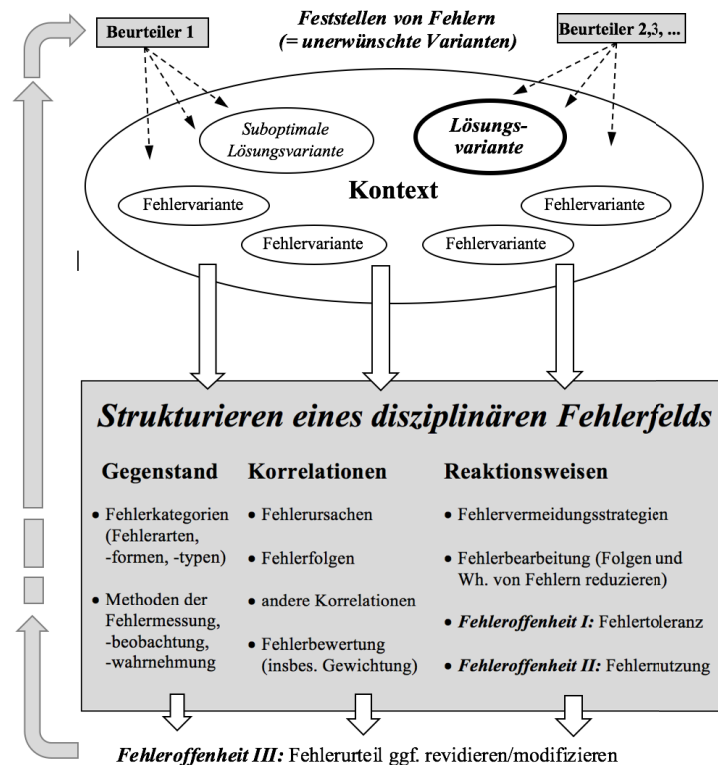 Feststellen von Fehlern
(= unerwünschte Varianten)
Beurteiler 1
Beurteiler 2,3, ...
Suboptimale
Lösungsvariante
Lösungs-
variante
Kontext
Fehlervariante
Fehlervariante
Fehlervariante
Fehlervariante
Strukturieren eines disziplinären Fehlerfelds
Gegenstand
• Fehlerkategorien
(Fehlerarten,
-formen, -typen)
• Methoden der
Fehlermessung,
-beobachtung,
-wahrnehmung
Korrelationen
• Fehlerursachen
• Fehlerfolgen
• andere Korrelationen
• Fehlerbewertung
(insbes. Gewichtung)
Reaktionsweisen
• Fehlervermeidungsstrategien
• Fehlerbearbeitung (Folgen und
Wh. von Fehlern reduzieren)
• Fehleroffenheit I: Fehlertoleranz
• Fehleroffenheit II: Fehlernutzung
Fehleroffenheit III: Fehlerurteil ggf. revidieren/modifizieren